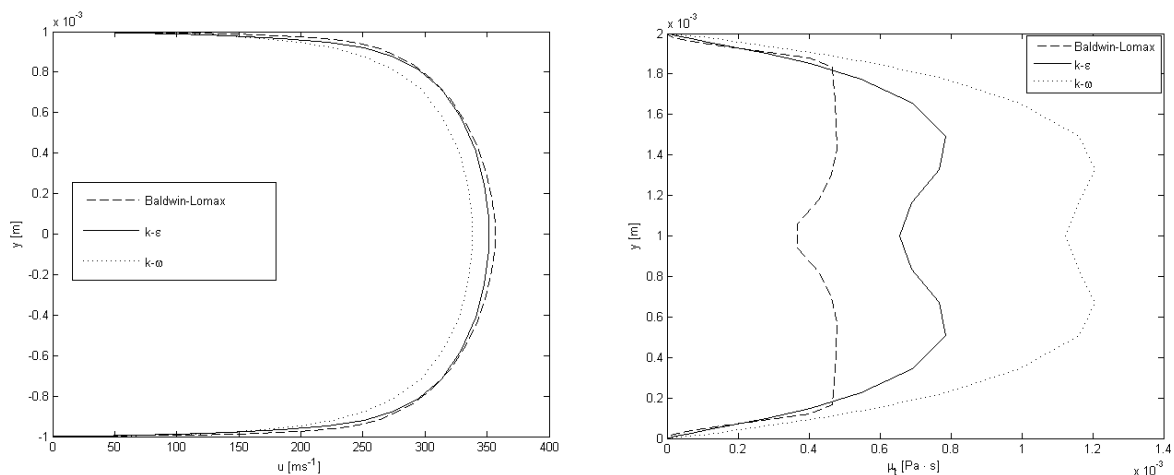 x 10⁻³
1
0.8
0.6
0.4
0.2
0
-0.2
-0.4
-0.6
-0.8
-1
y [m]
Baldwin-Lomax
k-ε
k-ω
0 50 100 150 200 250 300 350 400
u [ms⁻¹]
x 10⁻³
2
1.8
1.6
1.4
1.2
1
0.8
0.6
0.4
0.2
0
y [m]
Baldwin-Lomax
k-ε
k-ω
0 0.2 0.4 0.6 0.8 1 1.2 1.4
μt [Pa · s]
x 10⁻³